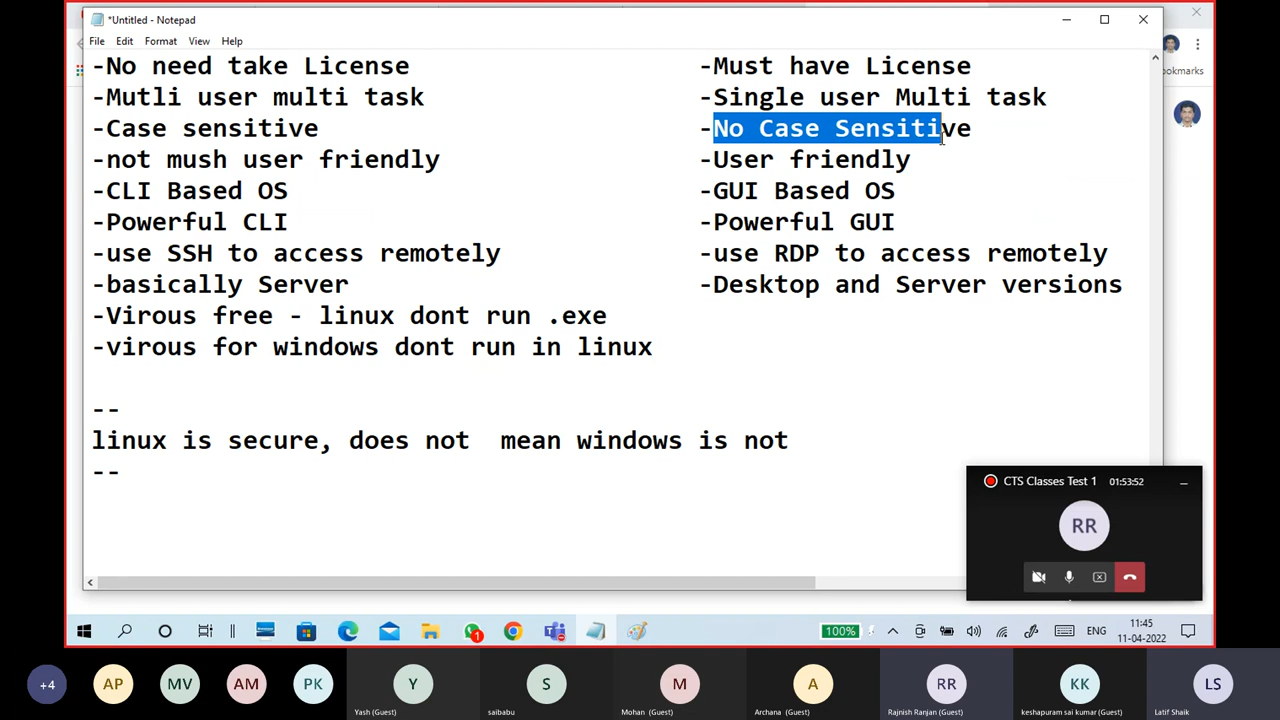 *Untitled - Notepad
File Edit Format View Help
-No need take License -Must have License
-Mutli user multi task -Single user Multi task
-Case sensitive -No Case Sensitive
-not mush user friendly -User friendly
-CLI Based OS -GUI Based OS
-Powerful CLI -Powerful GUI
-use SSH to access remotely -use RDP to access remotely
-basically Server -Desktop and Server versions
-Virous free - linux dont run .exe
-virous for windows dont run in linux
--
linux is secure, does not  mean windows is not
--
ookmarks
CTS Classes Test 1 01:53:52
RR
100% ENG 11:45
11-04-2022
1
+4 AP MV AM PK Y S M A RR KK LS
Yash (Guest) saibabu Mohan (Guest) Archana (Guest) Rajnish Ranjan (Guest) keshapuram sai kumar (Guest) Latif Shaik